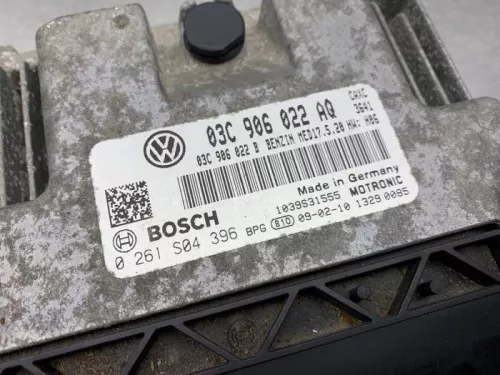 03C 906 022 AQ
CAXC
3641
03C 906 022 B BENZIN MED17.5.20 HW: H06
Made in Germany
1039S31555 MOTRONIC
BOSCH
0 261 S04 396 BPG 810 09-02-10 1329 0085